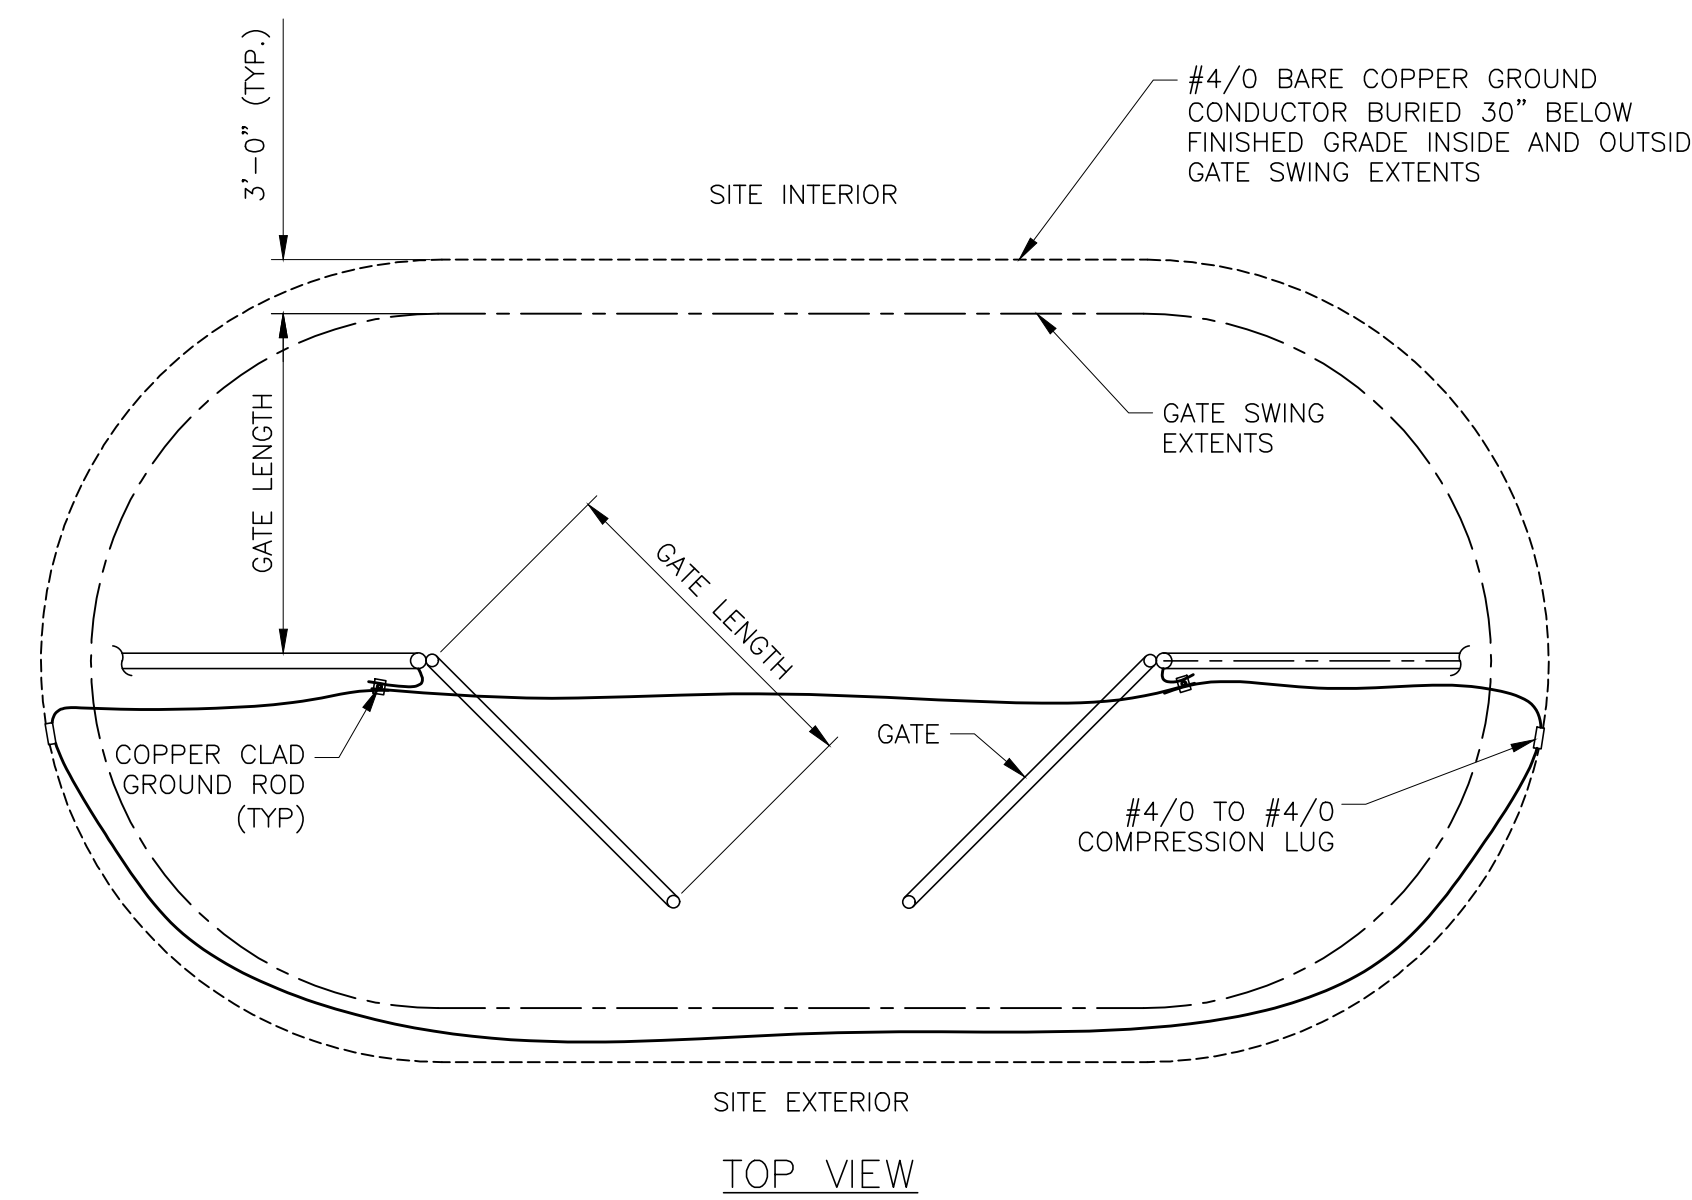 3'-0" (TYP.)
#4/0 BARE COPPER GROUND
CONDUCTOR BURIED 30" BELOW
FINISHED GRADE INSIDE AND OUTSID
GATE SWING EXTENTS
SITE INTERIOR
GATE LENGTH
GATE SWING
EXTENTS
GATE LENGTH
GATE
COPPER CLAD
GROUND ROD
(TYP)
#4/0 TO #4/0
COMPRESSION LUG
SITE EXTERIOR
TOP VIEW